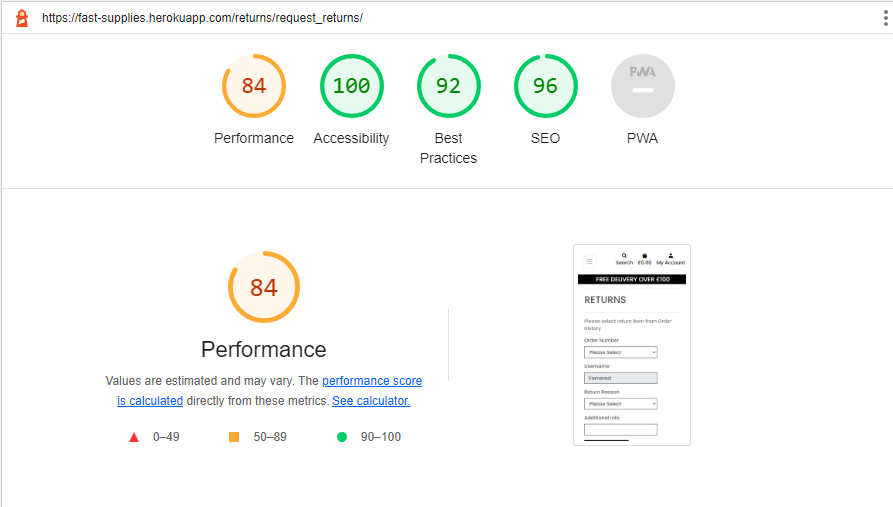 https://fast-supplies.herokuapp.com/returns/request_returns/
84
100
92
96
PWA
Performance
Accessibility
Best
Practices
SEO
PWA
84
Performance
Values are estimated and may vary. The performance score
is calculated directly from these metrics. See calculator.
0–49
50–89
90–100
Search £0.00 My Account
FREE DELIVERY OVER £100
RETURNS
Please select return item from Order
History
Order Number
Please Select
Username
Return Reason
Please Select
Additional Info